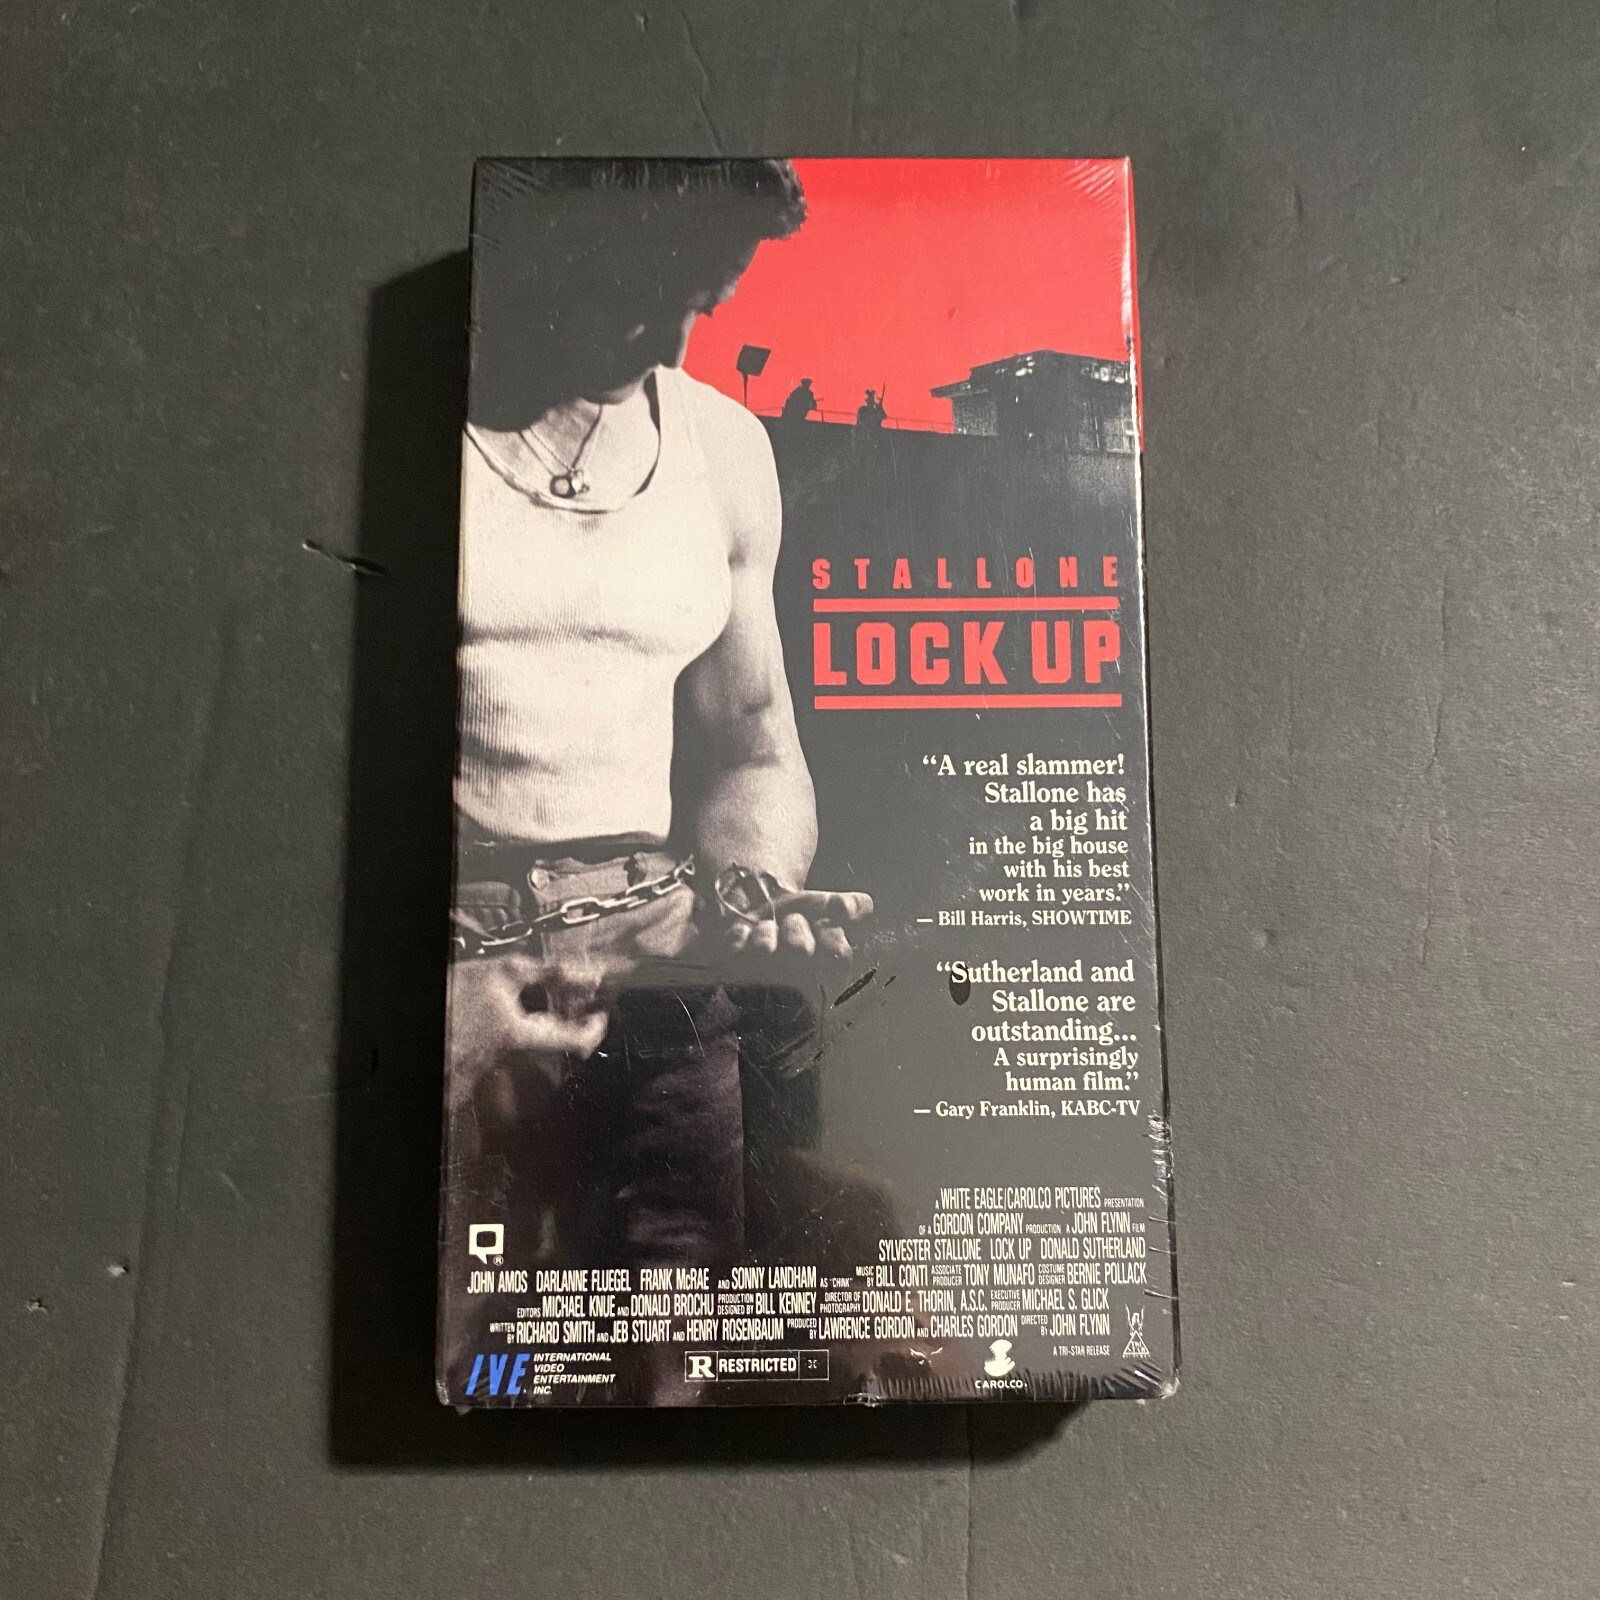 STALLONE
LOCK UP
“A real slammer!
Stallone has
a big hit
in the big house
with his best
work in years.”
— Bill Harris, SHOWTIME
“Sutherland and
Stallone are
outstanding...
A surprisingly
human film.”
— Gary Franklin, KABC-TV
A WHITE EAGLE/CAROLCO PICTURES PRESENTATION
OF A GORDON COMPANY PRODUCTION A JOHN FLYNN FILM
SYLVESTER STALLONE LOCK UP DONALD SUTHERLAND
JOHN AMOS DARLANNE FLUEGEL FRANK McRAE AND SONNY LANDHAM AS "CHINK" MUSIC BY BILL CONTI ASSOCIATE PRODUCER TONY MUNAFO COSTUME DESIGNER BERNIE POLLACK
EDITORS MICHAEL KNUE AND DONALD BROCHU PRODUCTION DESIGNED BY BILL KENNEY DIRECTOR OF PHOTOGRAPHY DONALD E. THORIN, A.S.C. EXECUTIVE PRODUCER MICHAEL S. GLICK
WRITTEN BY RICHARD SMITH AND JEB STUART AND HENRY ROSENBAUM PRODUCED BY LAWRENCE GORDON AND CHARLES GORDON DIRECTED BY JOHN FLYNN
IVE INTERNATIONAL
VIDEO
ENTERTAINMENT
INC.
R RESTRICTED
CAROLCO
A TRI-STAR RELEASE